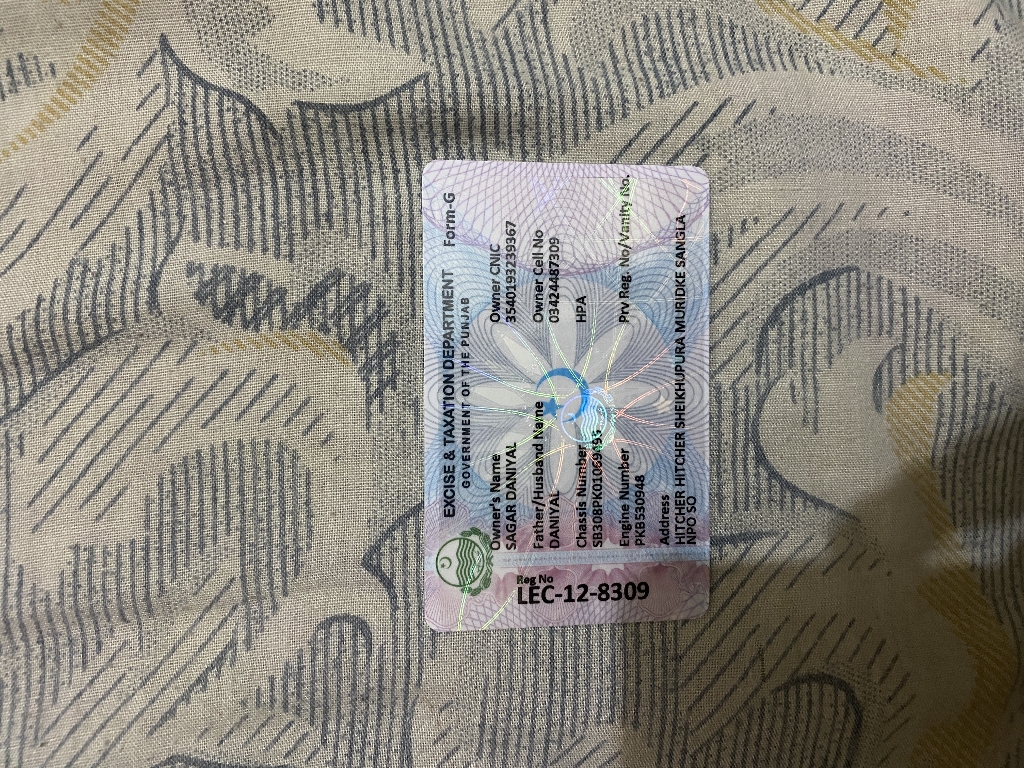 EXCISE & TAXATION DEPARTMENT Form-G
GOVERNMENT OF THE PUNJAB
Owner's Name Owner CNIC
SAGAR DANIYAL 3540193239367
Father/Husband Name Owner Cell No
DANIYAL 03424487309
Chassis Number HPA
Engine Number Prv Reg. No/Vanity No.
PKB530948
Address
HITCHER HITCHER SHEIKHUPURA MURIDKE SANGLA
NPO SO
Reg No
LEC-12-8309